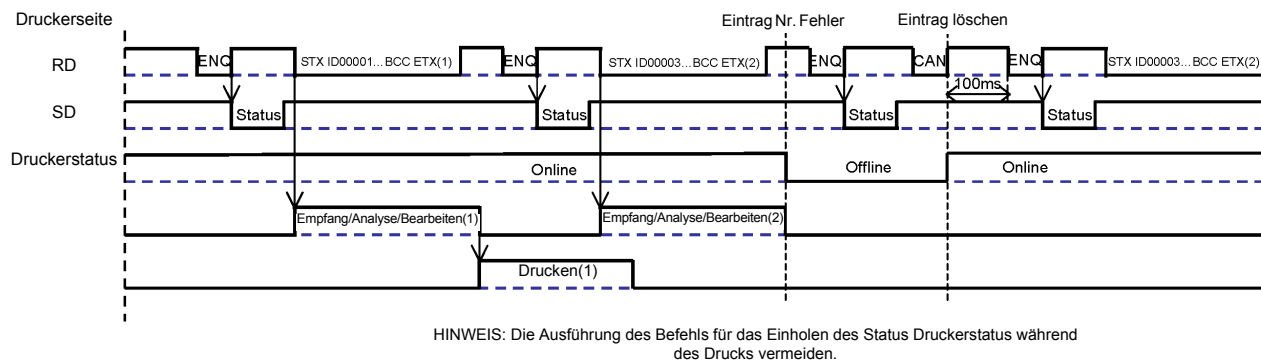 Druckerseite
Eintrag Nr. Fehler
Eintrag löschen
RD
ENQ
STX ID00001...BCC ETX(1)
ENQ
STX ID00003...BCC ETX(2)
ENQ
CAN
ENQ
STX ID00003...BCC ETX(2)
100ms
SD
Status
Status
Status
Status
Druckerstatus
Online
Offline
Online
Empfang/Analyse/Bearbeiten(1)
Empfang/Analyse/Bearbeiten(2)
Drucken(1)
HINWEIS: Die Ausführung des Befehls für das Einholen des Status Druckerstatus während
des Drucks vermeiden.